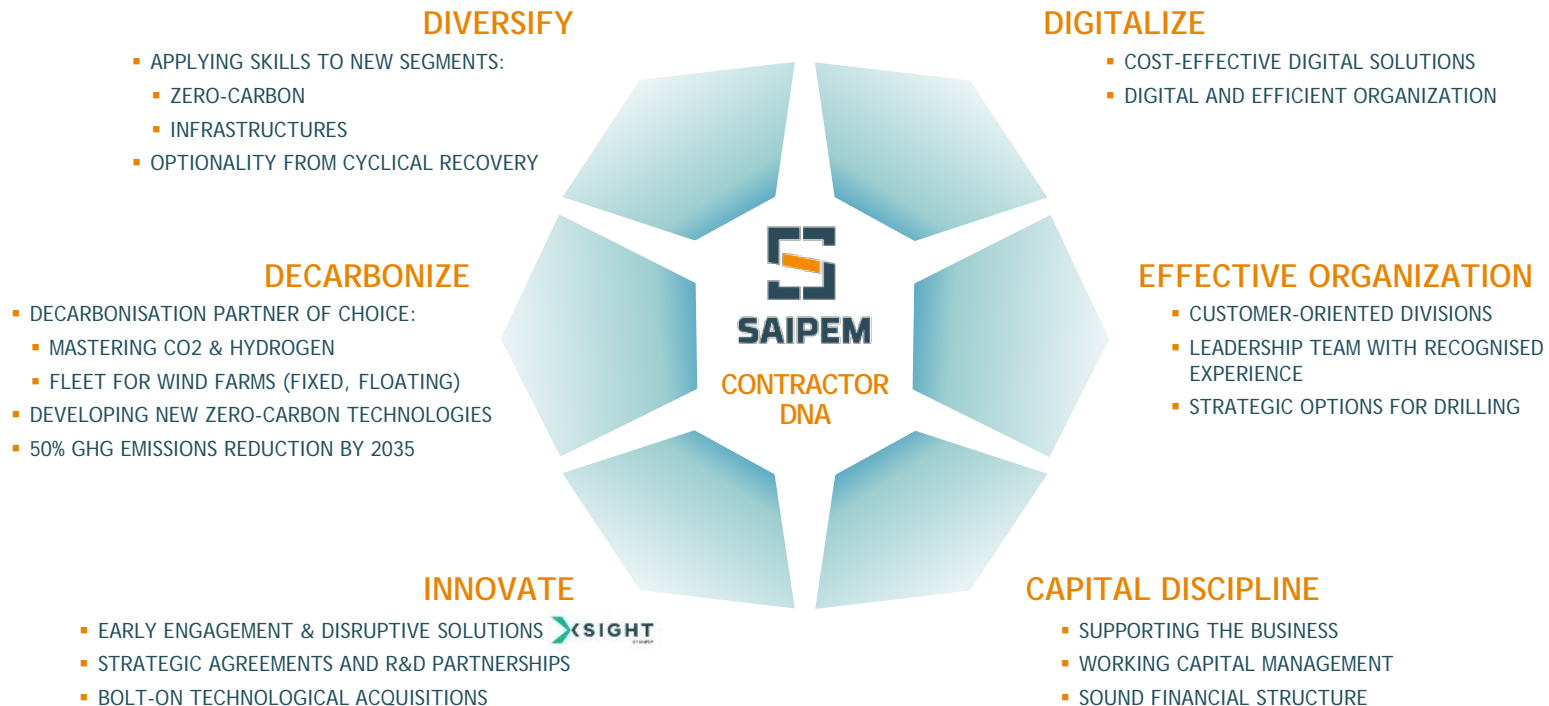 DIVERSIFY
▪ APPLYING SKILLS TO NEW SEGMENTS:
▪ ZERO-CARBON
▪ INFRASTRUCTURES
▪ OPTIONALITY FROM CYCLICAL RECOVERY
DIGITALIZE
▪ COST-EFFECTIVE DIGITAL SOLUTIONS
▪ DIGITAL AND EFFICIENT ORGANIZATION
DECARBONIZE
▪ DECARBONISATION PARTNER OF CHOICE:
▪ MASTERING CO2 & HYDROGEN
▪ FLEET FOR WIND FARMS (FIXED, FLOATING)
▪ DEVELOPING NEW ZERO-CARBON TECHNOLOGIES
▪ 50% GHG EMISSIONS REDUCTION BY 2035
SAIPEM
CONTRACTOR
DNA
EFFECTIVE ORGANIZATION
▪ CUSTOMER-ORIENTED DIVISIONS
▪ LEADERSHIP TEAM WITH RECOGNISED
EXPERIENCE
▪ STRATEGIC OPTIONS FOR DRILLING
INNOVATE
▪ EARLY ENGAGEMENT & DISRUPTIVE SOLUTIONS XSIGHT
▪ STRATEGIC AGREEMENTS AND R&D PARTNERSHIPS
▪ BOLT-ON TECHNOLOGICAL ACQUISITIONS
CAPITAL DISCIPLINE
▪ SUPPORTING THE BUSINESS
▪ WORKING CAPITAL MANAGEMENT
▪ SOUND FINANCIAL STRUCTURE